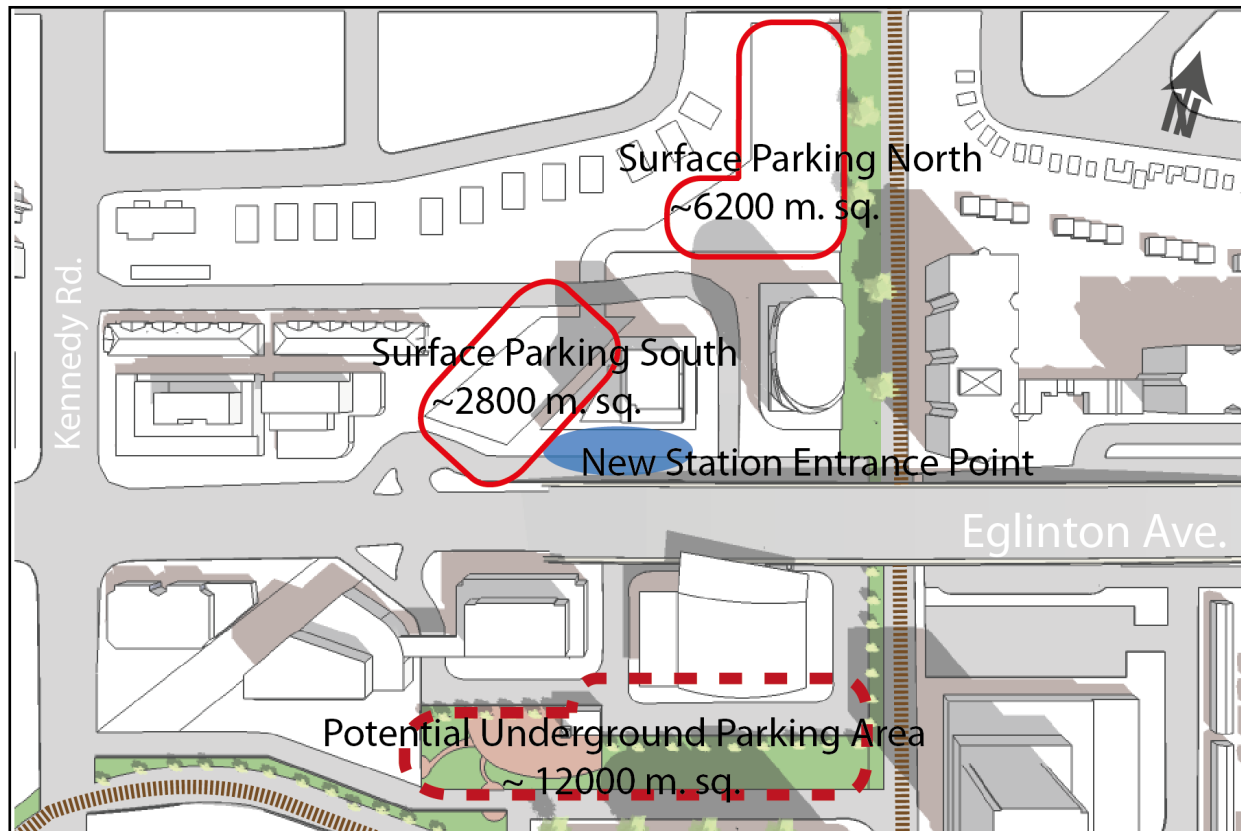 N
Surface Parking North
~6200 m. sq.
Kennedy Rd.
Surface Parking South
~2800 m. sq.
New Station Entrance Point
Eglinton Ave.
Potential Underground Parking Area
~ 12000 m. sq.